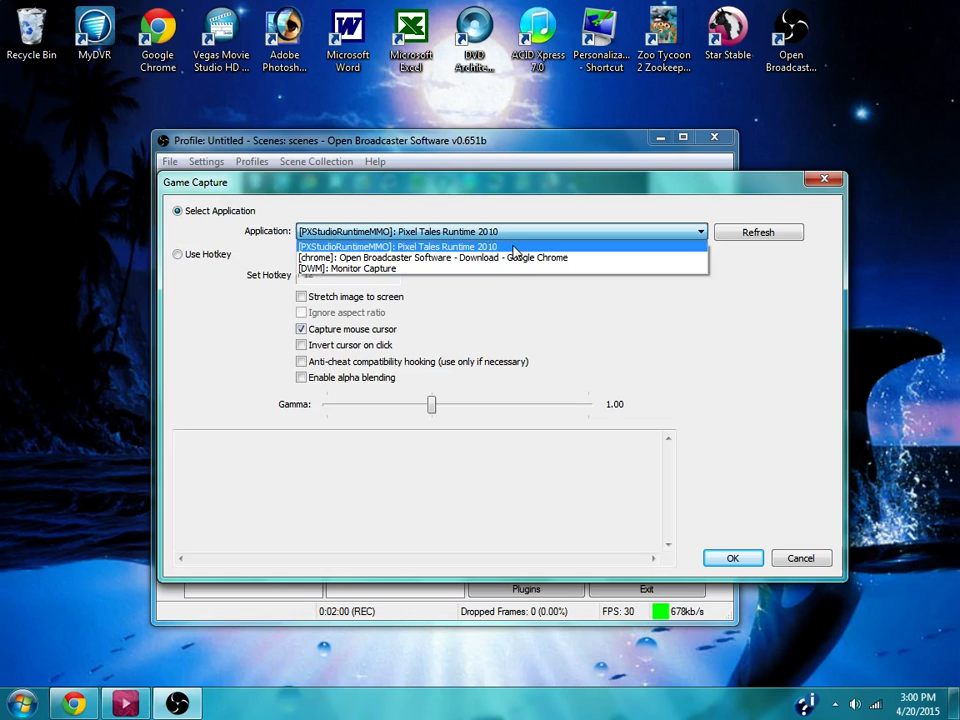 Recycle Bin
MyDVR
Google Chrome
Vegas Movie Studio HD ...
Adobe Photosh...
Microsoft Word
Microsoft Excel
DVD Archite...
ACID Xpress 7.0
Personaliza... - Shortcut
Zoo Tycoon 2 Zookeep...
Star Stable
Open Broadcast...
Profile: Untitled - Scenes: scenes - Open Broadcaster Software v0.651b
File Settings Profiles Scene Collection Help
Game Capture
Select Application
Application: [PXStudioRuntimeMMO]: Pixel Tales Runtime 2010 Refresh
[PXStudioRuntimeMMO]: Pixel Tales Runtime 2010
Use Hotkey
[chrome]: Open Broadcaster Software - Download - Google Chrome
[DWM]: Monitor Capture
Set Hotkey
Stretch image to screen
Ignore aspect ratio
Capture mouse cursor
Invert cursor on click
Anti-cheat compatibility hooking (use only if necessary)
Enable alpha blending
Gamma: 1.00
OK Cancel
Plugins Exit
0:02:00 (REC) Dropped Frames: 0 (0.00%) FPS: 30 678kb/s
3:00 PM
4/20/2015